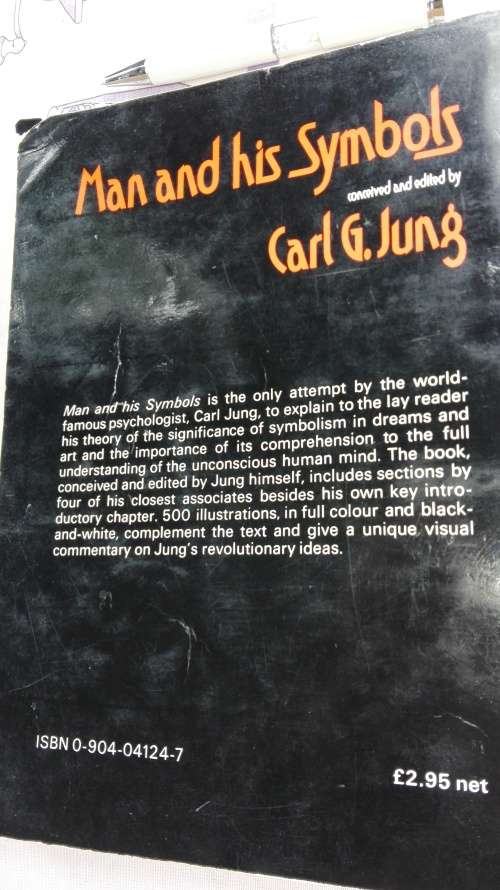 Man and his Symbols
conceived and edited by
Carl G. Jung
Man and his Symbols is the only attempt by the world-
famous psychologist, Carl Jung, to explain to the lay reader
his theory of the significance of symbolism in dreams and
art and the importance of its comprehension to the full
understanding of the unconscious human mind. The book,
conceived and edited by Jung himself, includes sections by
four of his closest associates besides his own key intro-
ductory chapter. 500 illustrations, in full colour and black-
and-white, complement the text and give a unique visual
commentary on Jung's revolutionary ideas.
ISBN 0-904-04124-7
£2.95 net